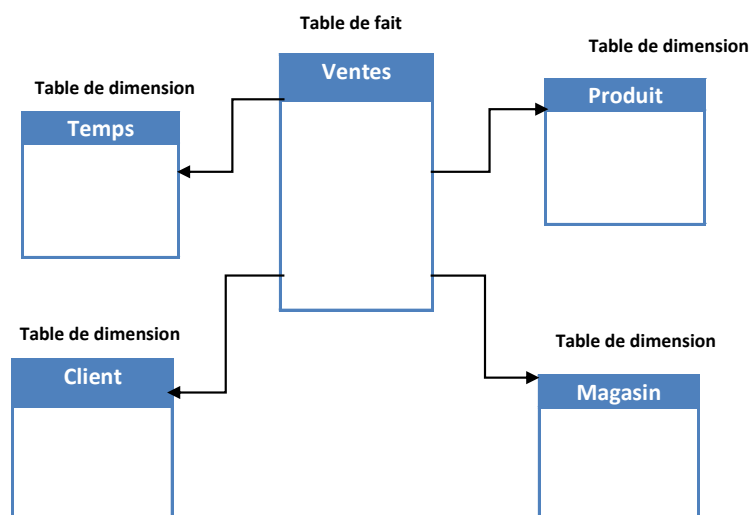 Table de fait
Ventes
Table de dimension
Produit
Table de dimension
Temps
Table de dimension
Client
Table de dimension
Magasin